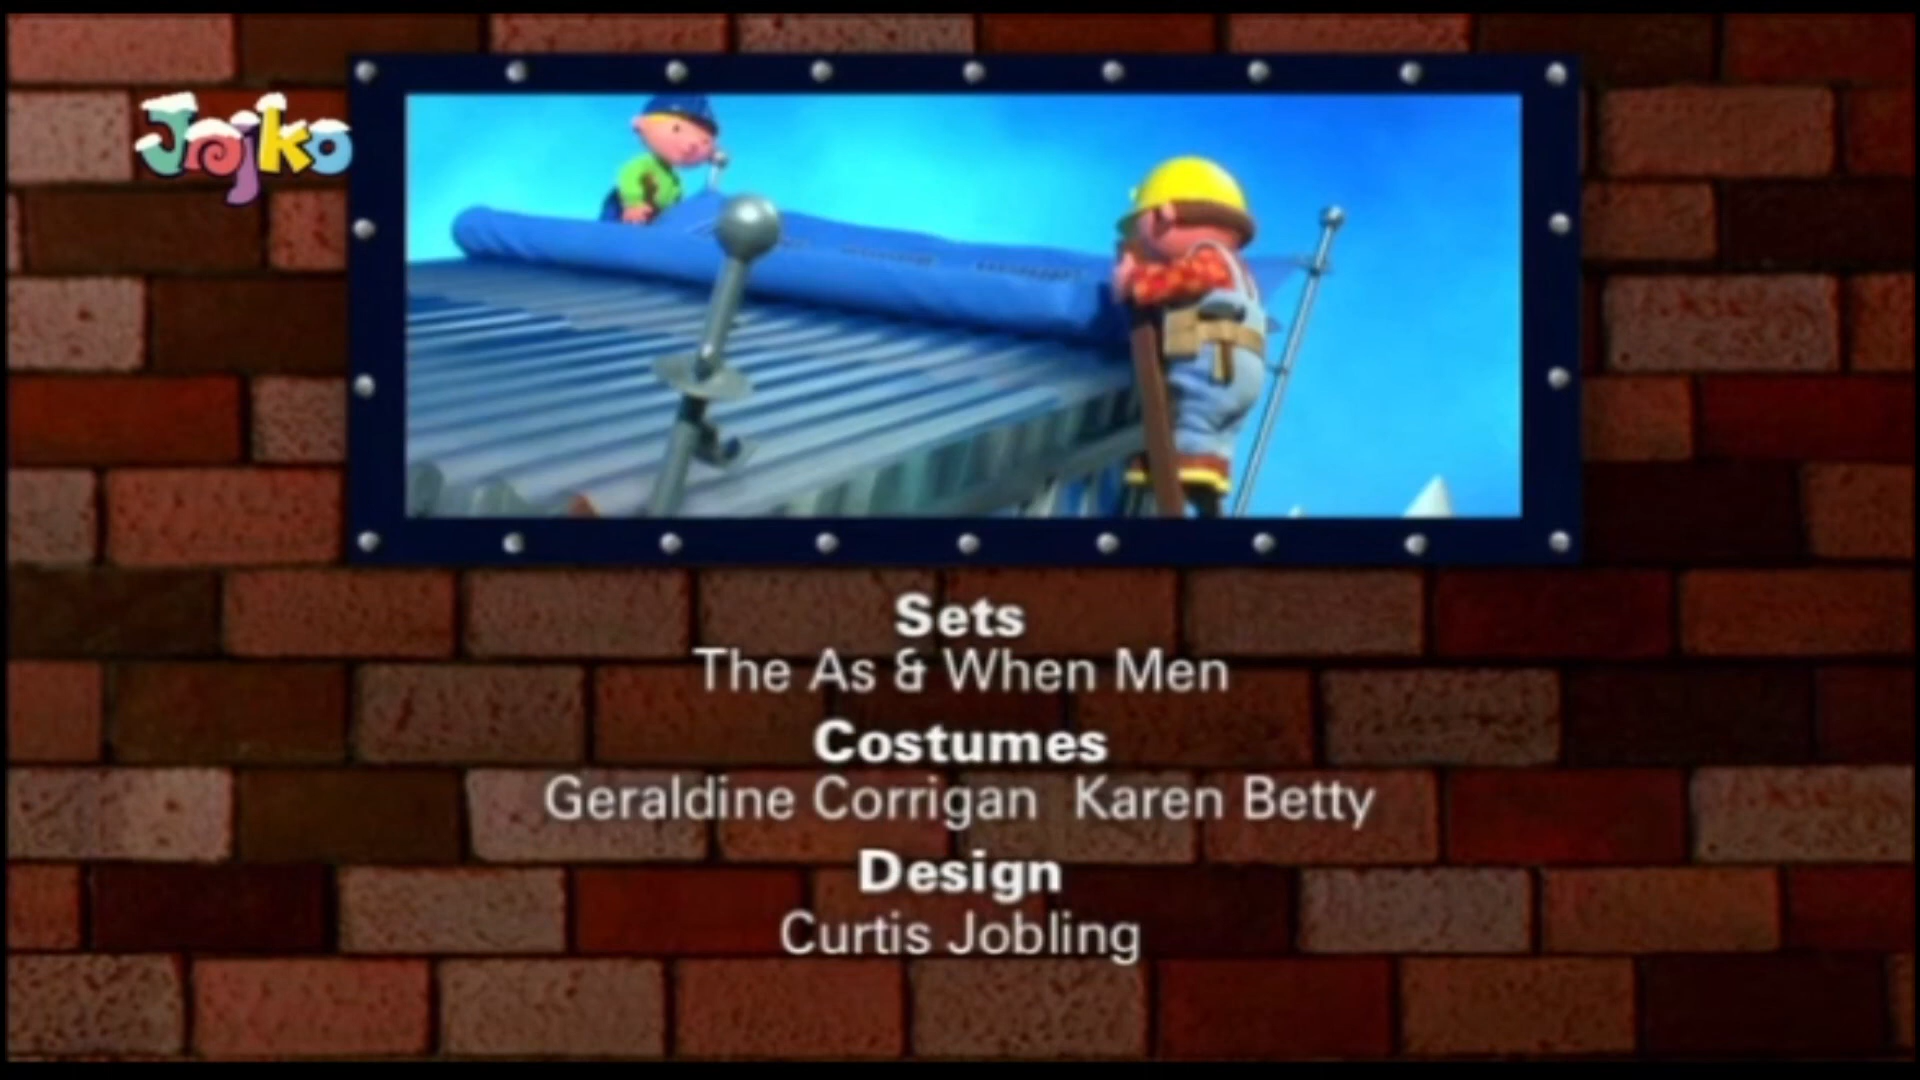 Jojko
Sets
The As & When Men
Costumes
Geraldine Corrigan Karen Betty
Design
Curtis Jobling